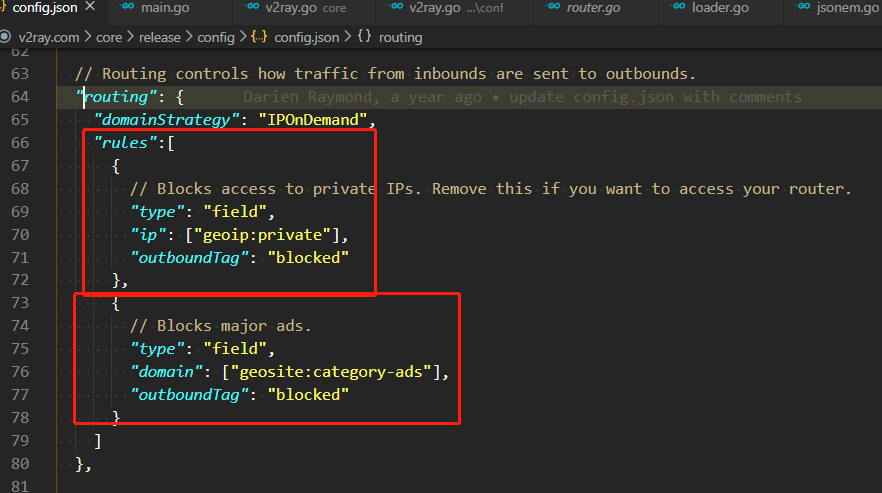 config.json × main.go v2ray.go core v2ray.go ...\conf router.go loader.go jsonem.go
v2ray.com > core > release > config > {..} config.json > {} routing
62
63 // Routing controls how traffic from inbounds are sent to outbounds.
64 "routing": { Darien Raymond, a year ago • update config.json with comments
65 "domainStrategy": "IPOnDemand",
66 "rules":[
67 {
68 // Blocks access to private IPs. Remove this if you want to access your router.
69 "type": "field",
70 "ip": ["geoip:private"],
71 "outboundTag": "blocked"
72 },
73 {
74 // Blocks major ads.
75 "type": "field",
76 "domain": ["geosite:category-ads"],
77 "outboundTag": "blocked"
78 }
79 ]
80 },
81